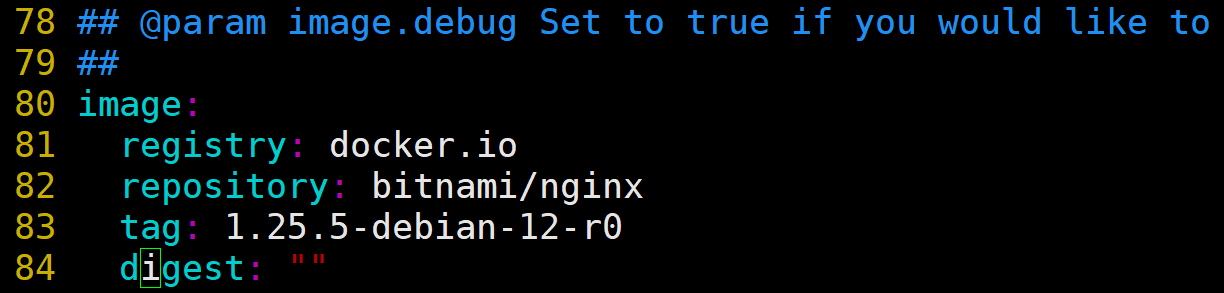 78 ## @param image.debug Set to true if you would like to
79 ##
80 image:
81   registry: docker.io
82   repository: bitnami/nginx
83   tag: 1.25.5-debian-12-r0
84   digest: ""